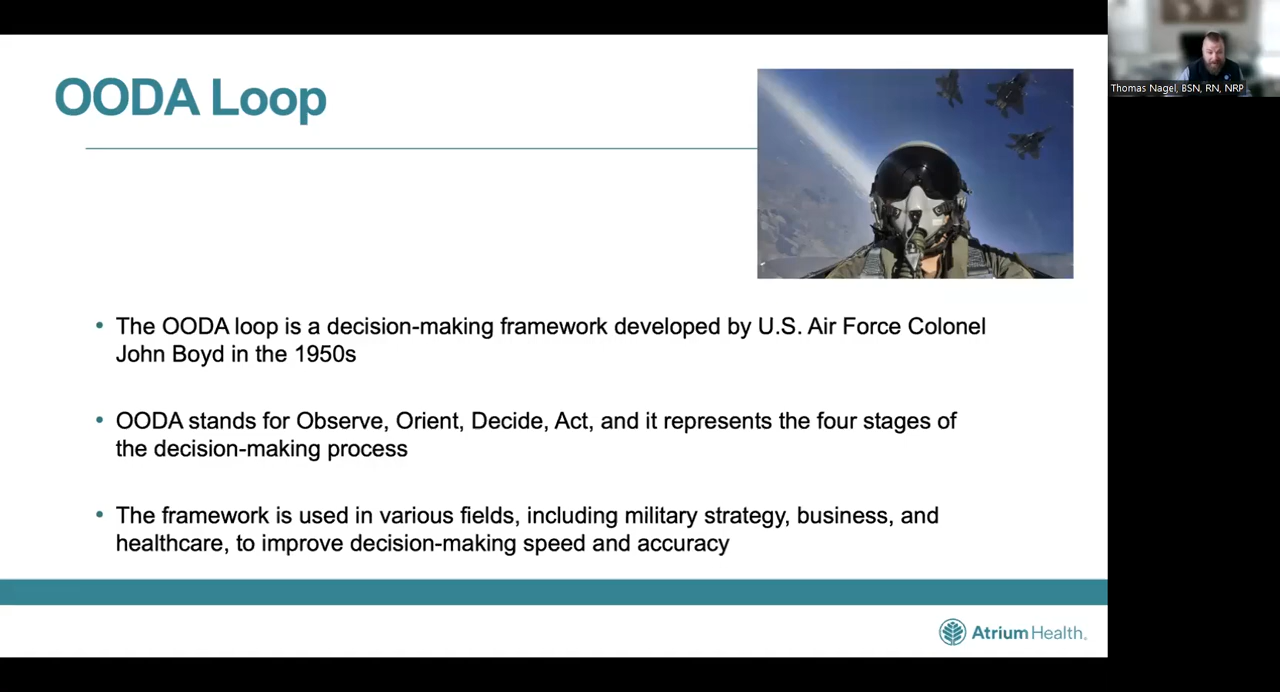 OODA Loop
Thomas Nagel, BSN, RN, NRP
The OODA loop is a decision-making framework developed by U.S. Air Force Colonel
John Boyd in the 1950s
OODA stands for Observe, Orient, Decide, Act, and it represents the four stages of
the decision-making process
The framework is used in various fields, including military strategy, business, and
healthcare, to improve decision-making speed and accuracy
Atrium Health.